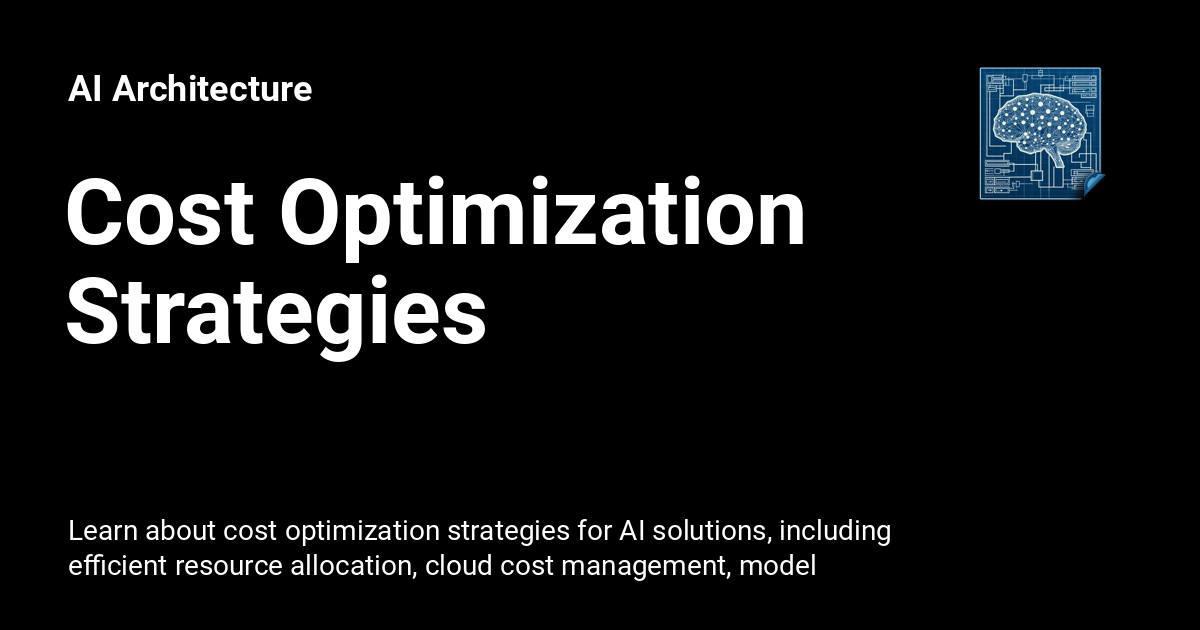 AI Architecture
Cost Optimization
Strategies
Learn about cost optimization strategies for AI solutions, including
efficient resource allocation, cloud cost management, model